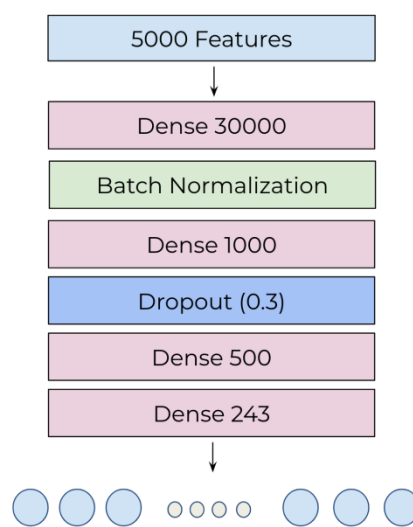 5000 Features
Dense 30000
Batch Normalization
Dense 1000
Dropout (0.3)
Dense 500
Dense 243